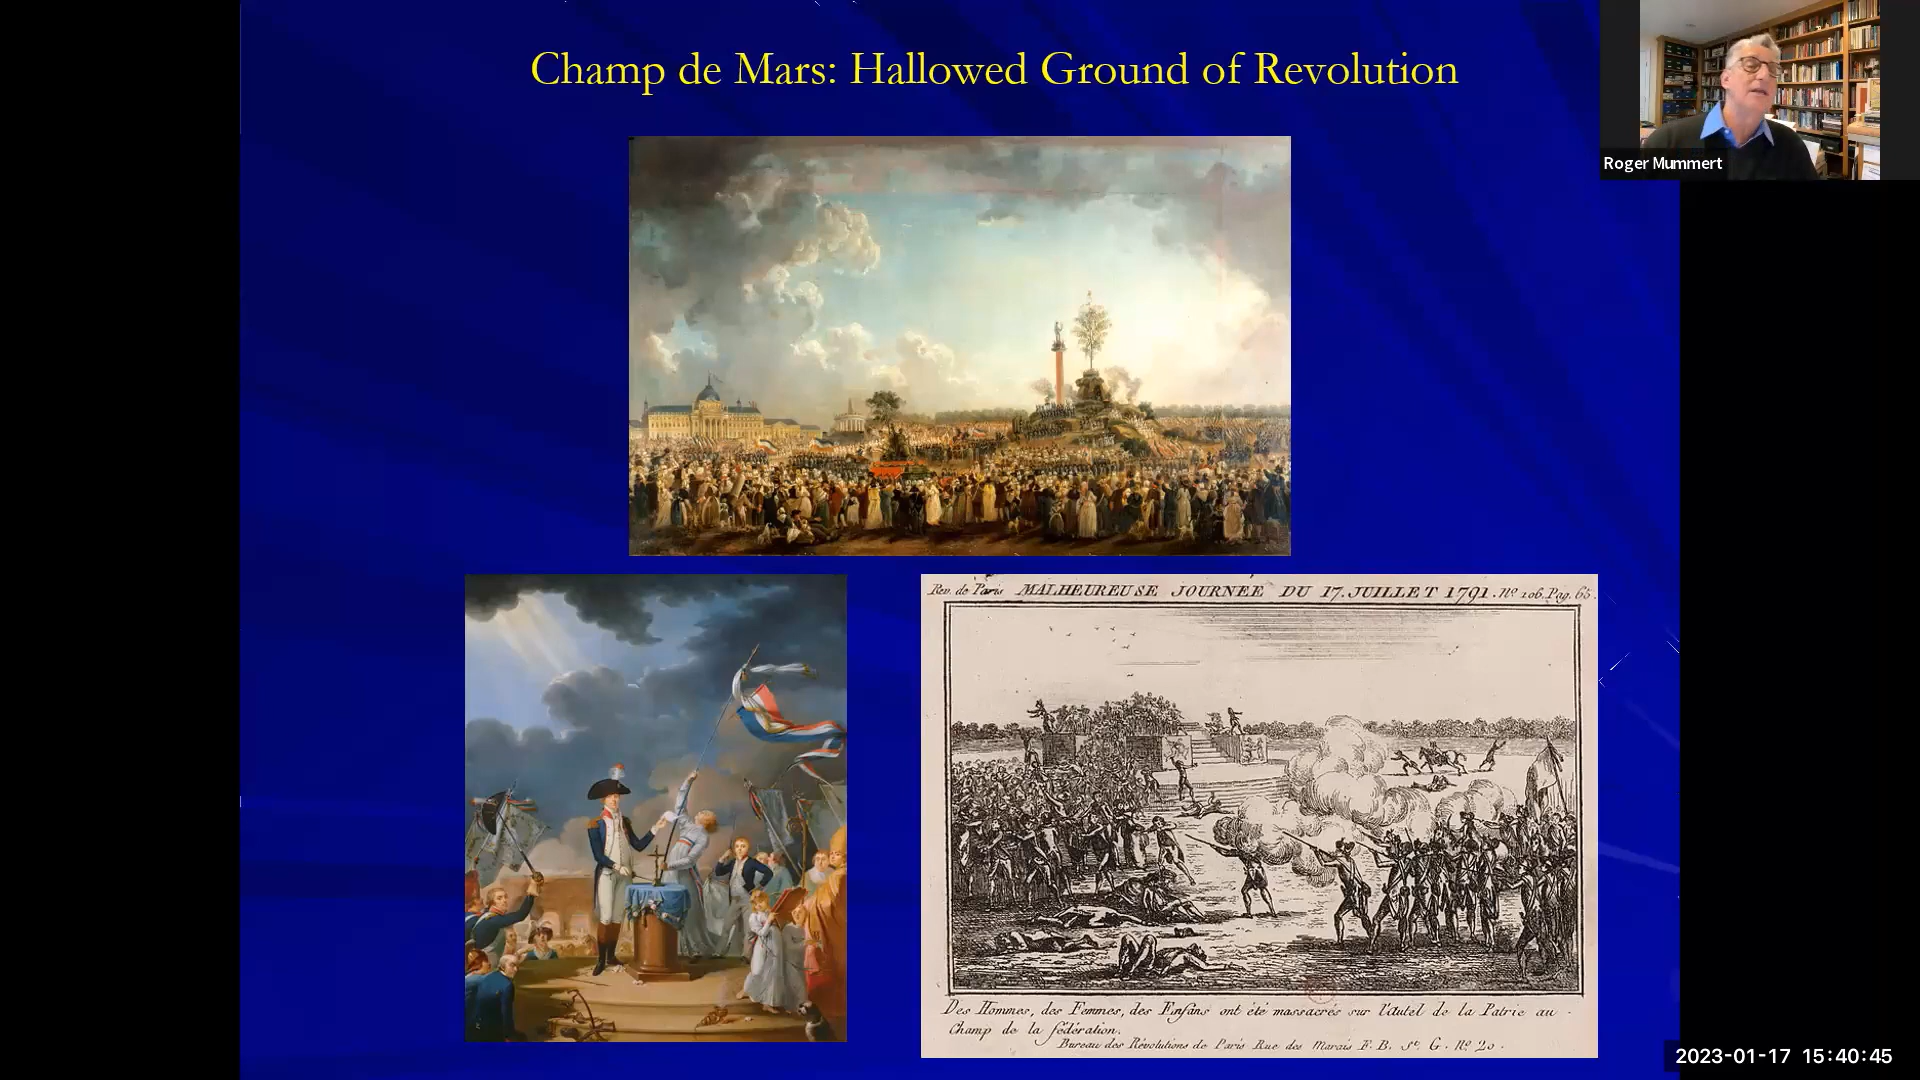 Champ de Mars: Hallowed Ground of Revolution
Roger Mummert
Rev. de Paris MALHEUREUSE JOURNÉE DU 17. JUILLET 1791. Nº 106. Pag. 65.
Des Hommes, des Femmes, des Enfans ont été massacrés sur l'Autel de la Patrie au
Champ de la fédération.
Bureau des Révolutions de Paris Rue des Marais F. B. St. G. Nº 20.
2023-01-17 15:40:45